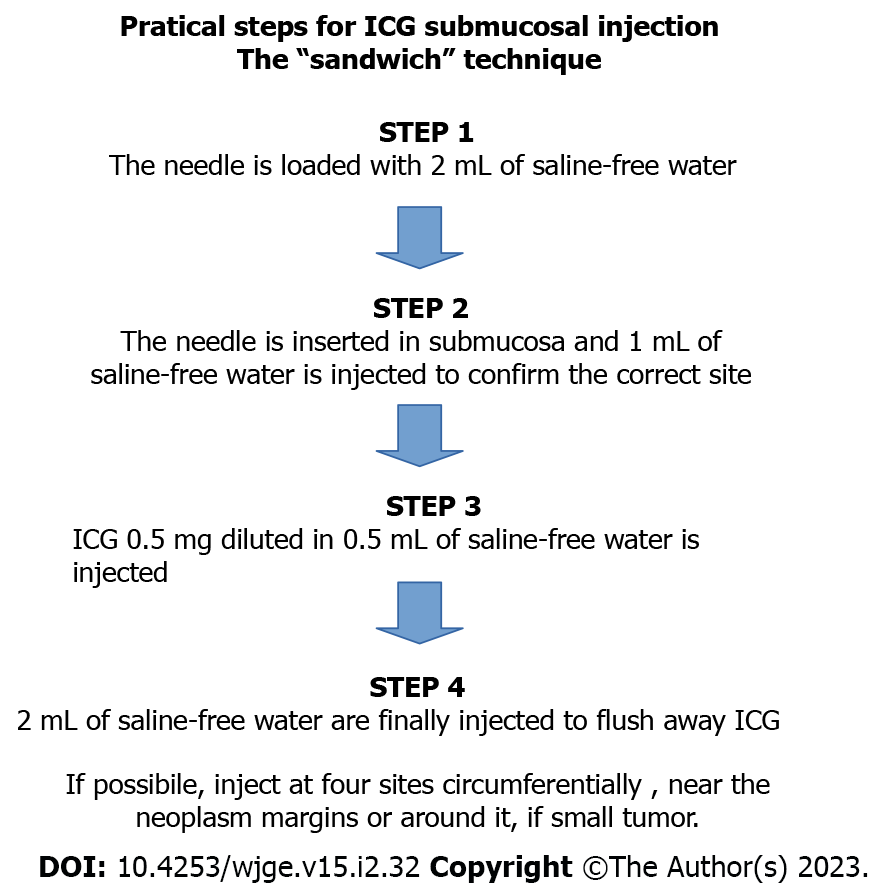 Pratical steps for ICG submucosal injection
The “sandwich” technique
STEP 1
The needle is loaded with 2 mL of saline-free water
STEP 2
The needle is inserted in submucosa and 1 mL of
saline-free water is injected to confirm the correct site
STEP 3
ICG 0.5 mg diluted in 0.5 mL of saline-free water is
injected
STEP 4
2 mL of saline-free water are finally injected to flush away ICG
If possibile, inject at four sites circumferentially , near the
neoplasm margins or around it, if small tumor.
DOI: 10.4253/wjge.v15.i2.32 Copyright ©The Author(s) 2023.